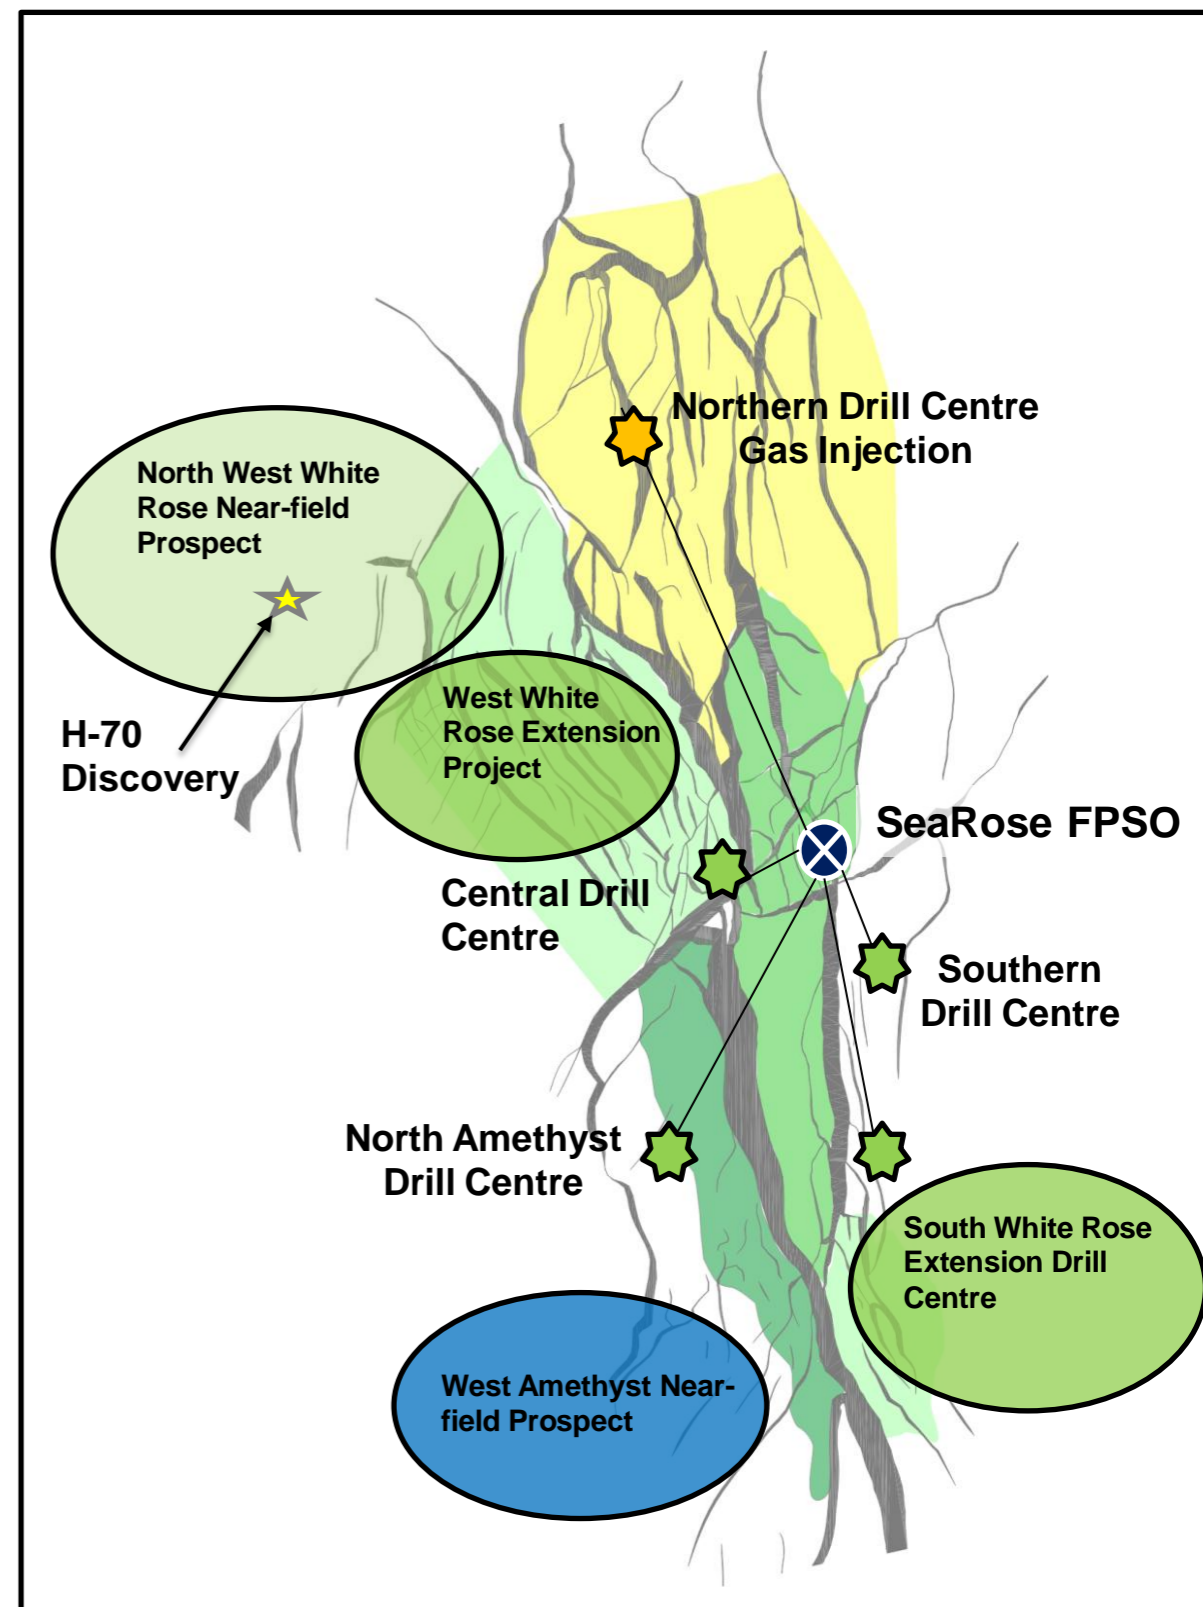 Northern Drill Centre
Gas Injection
North West White
Rose Near-field
Prospect
H-70
Discovery
West White
Rose Extension
Project
SeaRose FPSO
Central Drill
Centre
Southern
Drill Centre
North Amethyst
Drill Centre
South White Rose
Extension Drill
Centre
West Amethyst Near-
field Prospect